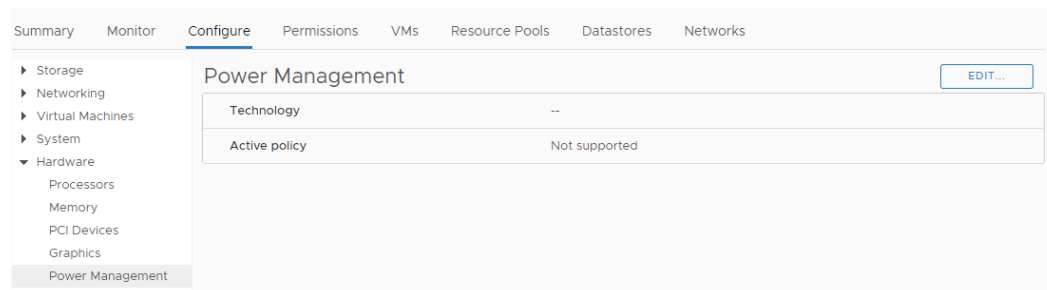 Summary Monitor Configure Permissions VMs Resource Pools Datastores Networks
Storage
Networking
Virtual Machines
System
Hardware
Processors
Memory
PCI Devices
Graphics
Power Management
Power Management EDIT...
Technology --
Active policy Not supported